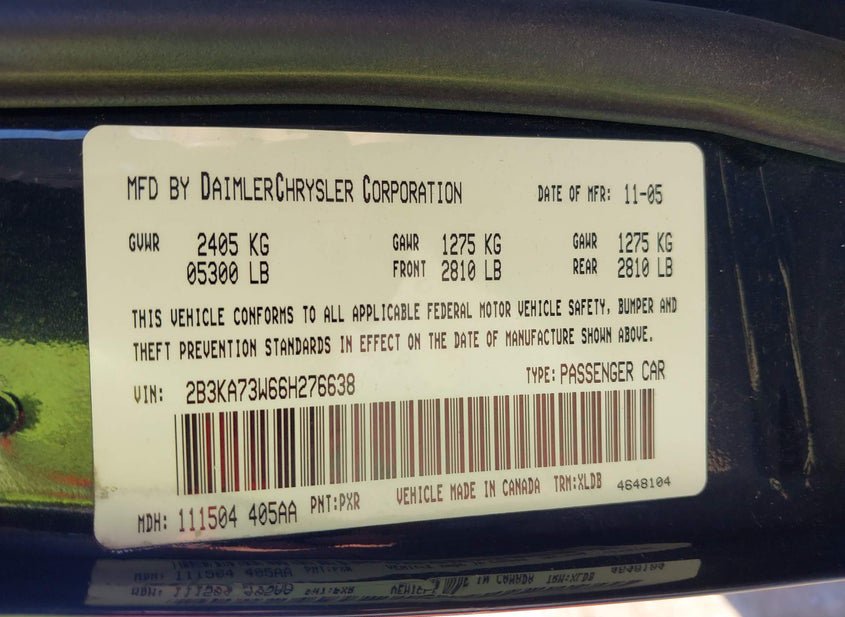 MFD BY DAIMLERCHRYSLER CORPORATION DATE OF MFR: 11-05
GVWR 2405 KG GAWR 1275 KG GAWR 1275 KG
05300 LB FRONT 2810 LB REAR 2810 LB
THIS VEHICLE CONFORMS TO ALL APPLICABLE FEDERAL MOTOR VEHICLE SAFETY, BUMPER AND
THEFT PREVENTION STANDARDS IN EFFECT ON THE DATE OF MANUFACTURE SHOWN ABOVE.
VIN: 2B3KA73W66H276638 TYPE: PASSENGER CAR
MDH: 111504 405AA PNT:PXR VEHICLE MADE IN CANADA TRM:XLDB 4648104